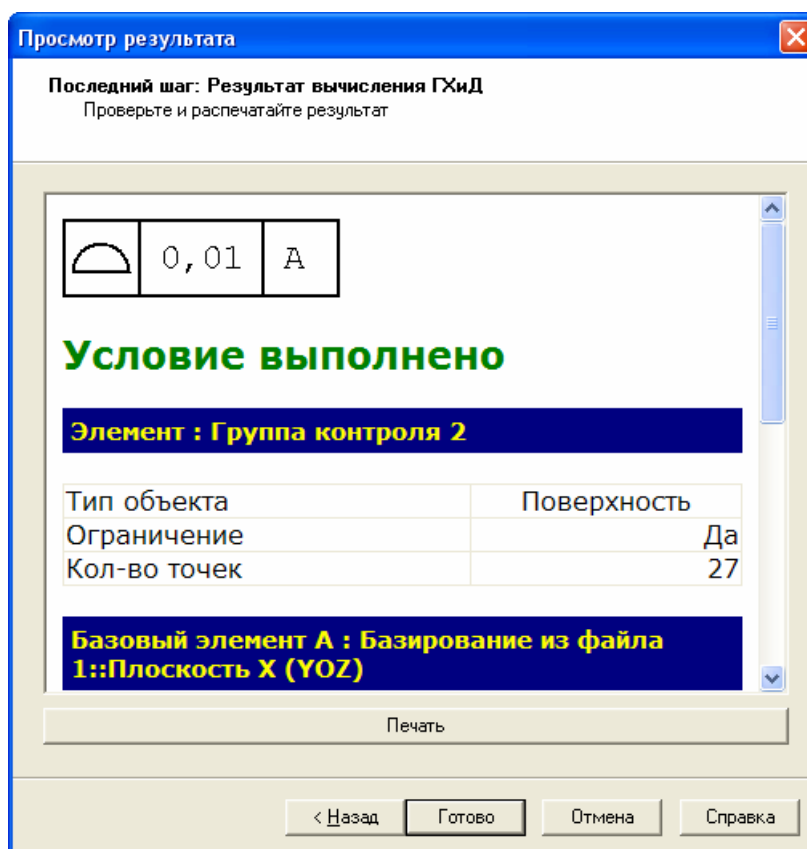 Просмотр результата
Последний шаг: Результат вычисления ГХиД
Проверьте и распечатайте результат
0,01 A
Условие выполнено
Элемент : Группа контроля 2
Тип объекта Поверхность
Ограничение Да
Кол-во точек 27
Базовый элемент A : Базирование из файла
1::Плоскость X (YOZ)
Печать
< Назад Готово Отмена Справка